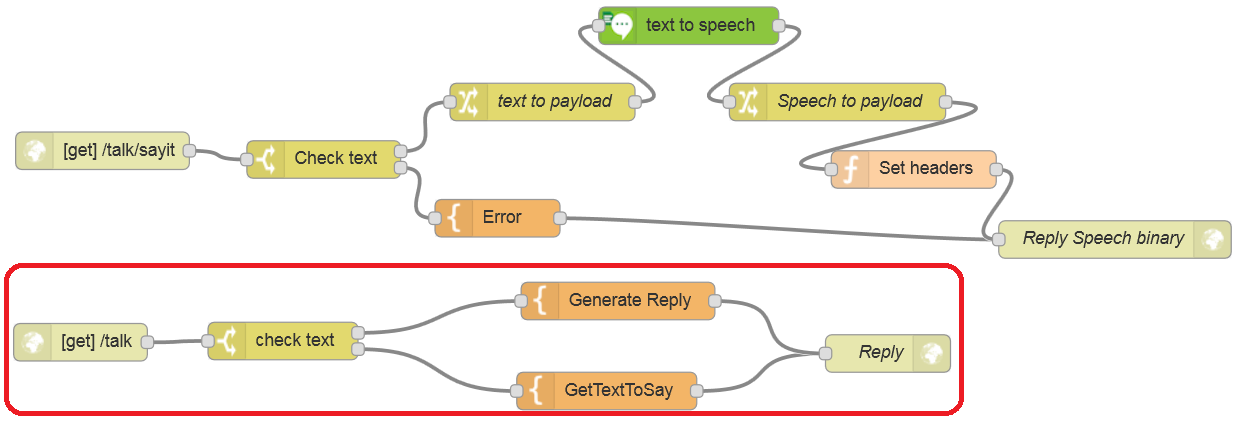 text to speech
text to payload
Speech to payload
[get] /talk/sayit
Check text
Set headers
Error
Reply Speech binary
Generate Reply
[get] /talk
check text
Reply
GetTextToSay